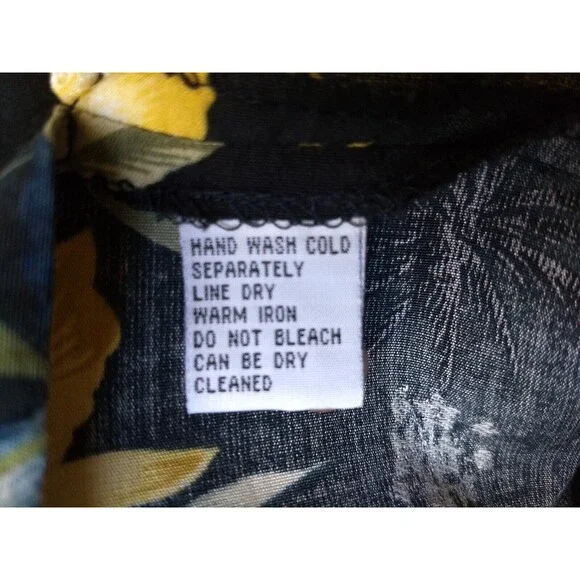 HAND WASH COLD
SEPARATELY
LINE DRY
WARM IRON
DO NOT BLEACH
CAN BE DRY
CLEANED